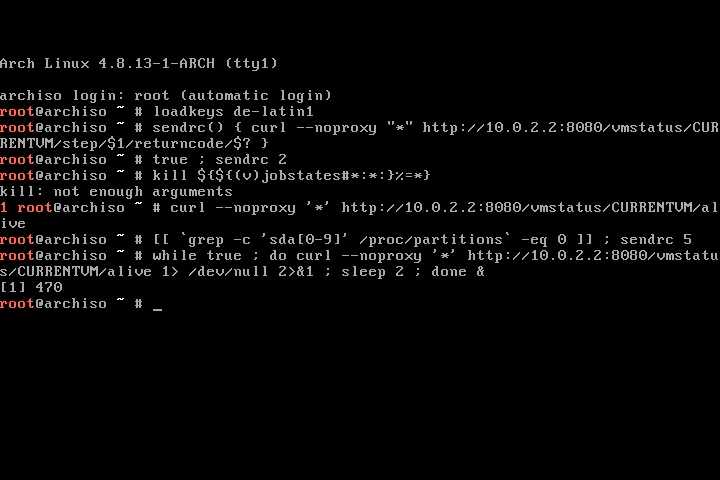 Arch Linux 4.8.13-1-ARCH (tty1)
archiso login: root (automatic login)
root@archiso ~ # loadkeys de-latin1
root@archiso ~ # sendrc() { curl --noproxy "*" http://10.0.2.2:8080/vmstatus/CUR
RENTVM/step/$1/returncode/$? }
root@archiso ~ # true ; sendrc 2
root@archiso ~ # kill ${${(v)jobstates#*:*:}%=*}
kill: not enough arguments
1 root@archiso ~ # curl --noproxy '*' http://10.0.2.2:8080/vmstatus/CURRENTVM/al
ive
root@archiso ~ # [[ `grep -c 'sda[0-9]' /proc/partitions` -eq 0 ]] ; sendrc 5
root@archiso ~ # while true ; do curl --noproxy '*' http://10.0.2.2:8080/vmstatu
s/CURRENTVM/alive 1> /dev/null 2>&1 ; sleep 2 ; done &
[1] 470
root@archiso ~ # _